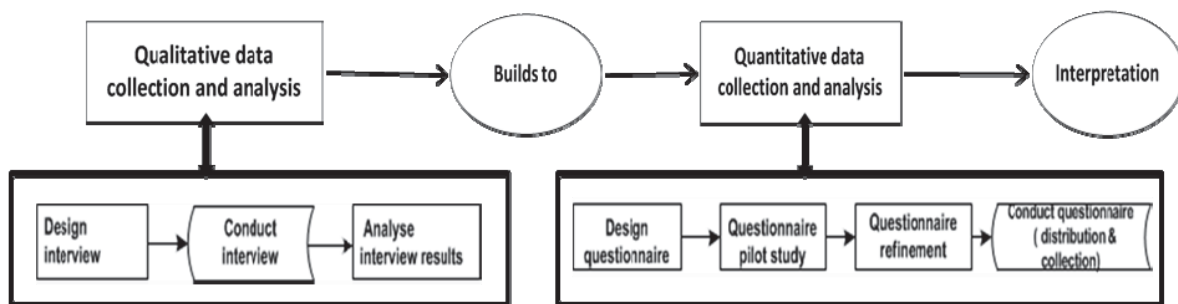 Qualitative data
collection and analysis
Builds to
Quantitative data
collection and analysis
Interpretation
Design
interview
Conduct
interview
Analyse
interview results
Design
questionnaire
Questionnaire
pilot study
Questionnaire
refinement
Conduct questionnaire
( distribution &
collection)